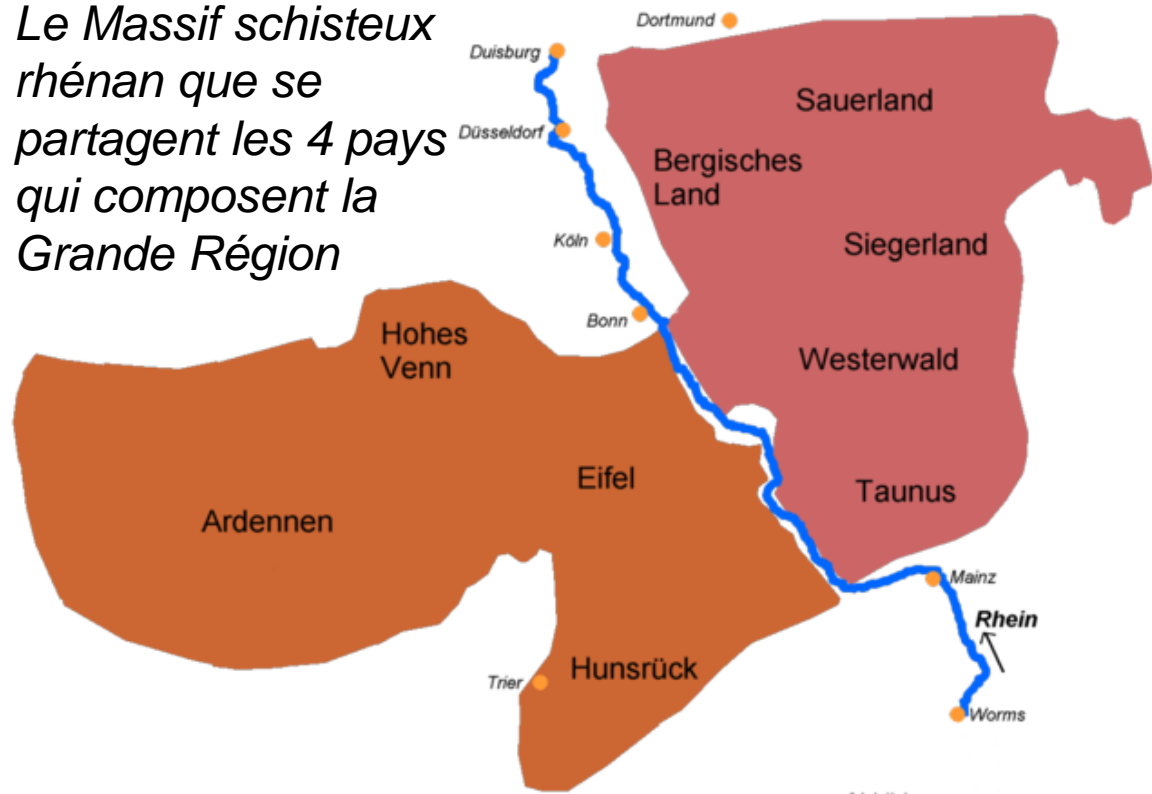 Le Massif schisteux
rhénan que se
partagent les 4 pays
qui composent la
Grande Région
Dortmund
Duisburg
Sauerland
Düsseldorf
Bergisches
Land
Köln
Siegerland
Bonn
Hohes
Venn
Westerwald
Eifel
Taunus
Ardennen
Mainz
Rhein
Hunsrück
Trier
Worms